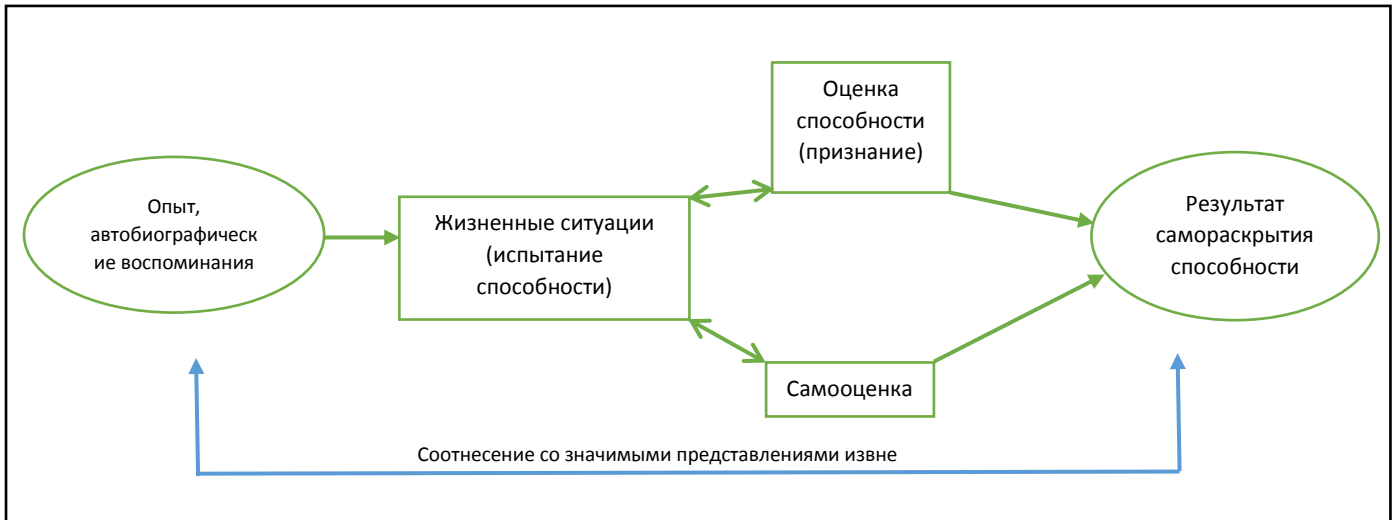 Опыт,
автобиографическ
ие воспоминания
Жизненные ситуации
(испытание
способности)
Оценка
способности
(признание)
Самооценка
Результат
самораскрытия
способности
Соотнесение со значимыми представлениями извне